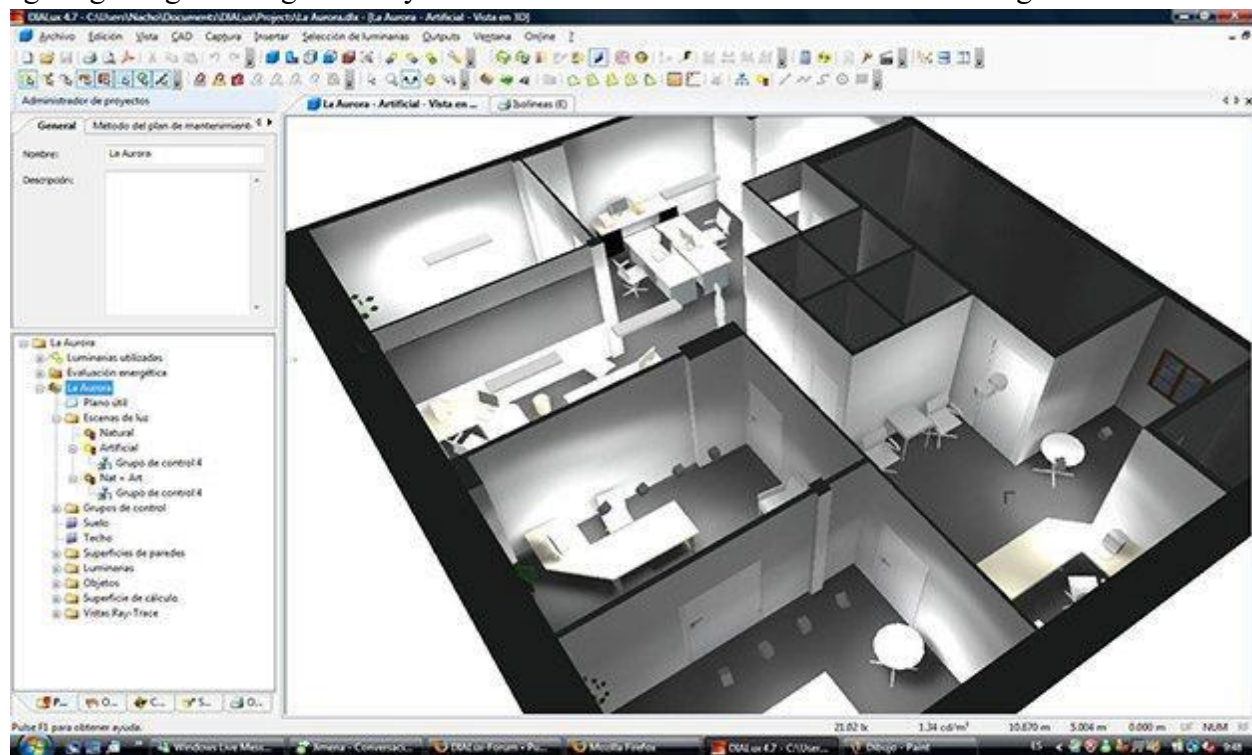 DIALux 4.7 - C:\Users\Nacho\Documents\DIALux\Projects\La Aurora.dlx - [La Aurora - Artificial - Vista en 3D]
Archivo Edición Vista CAD Captura Insertar Selección de luminarias Outputs Ventana Online ?
Administrador de proyectos
La Aurora - Artificial - Vista en ...
Isolíneas (E)
General
Método del plan de mantenimient
Nombre:
La Aurora
Descripción:
La Aurora
Luminarias utilizadas
Evaluación energética
La Aurora
Plano útil
Escenas de luz
Natural
Artificial
Grupo de control 4
Nat + Art
Grupo de control 4
Grupos de control
Suelo
Techo
Superficies de paredes
Luminarias
Objetos
Superficie de cálculo
Vistas Ray-Trace
P... O... C... S... O...
Pulse F1 para obtener ayuda.
21.02 lx
1.34 cd/m²
10.870 m
5.004 m
0.000 m
NUM
Windows Live Mess...
Jimena - Conversaci...
DIALux-Forum • Pu...
Mozilla Firefox
DIALux 4.7 - C:\User...
Dibujo - Paint
ES